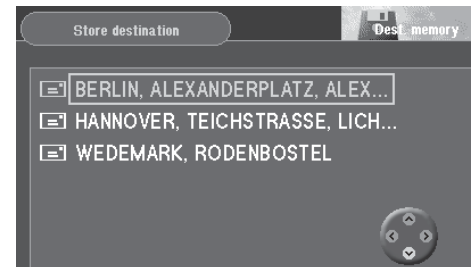 Store destination
Dest. memory
BERLIN, ALEXANDERPLATZ, ALEX...
HANNOVER, TEICHSTRASSE, LICH...
WEDEMARK, RODENBOSTEL